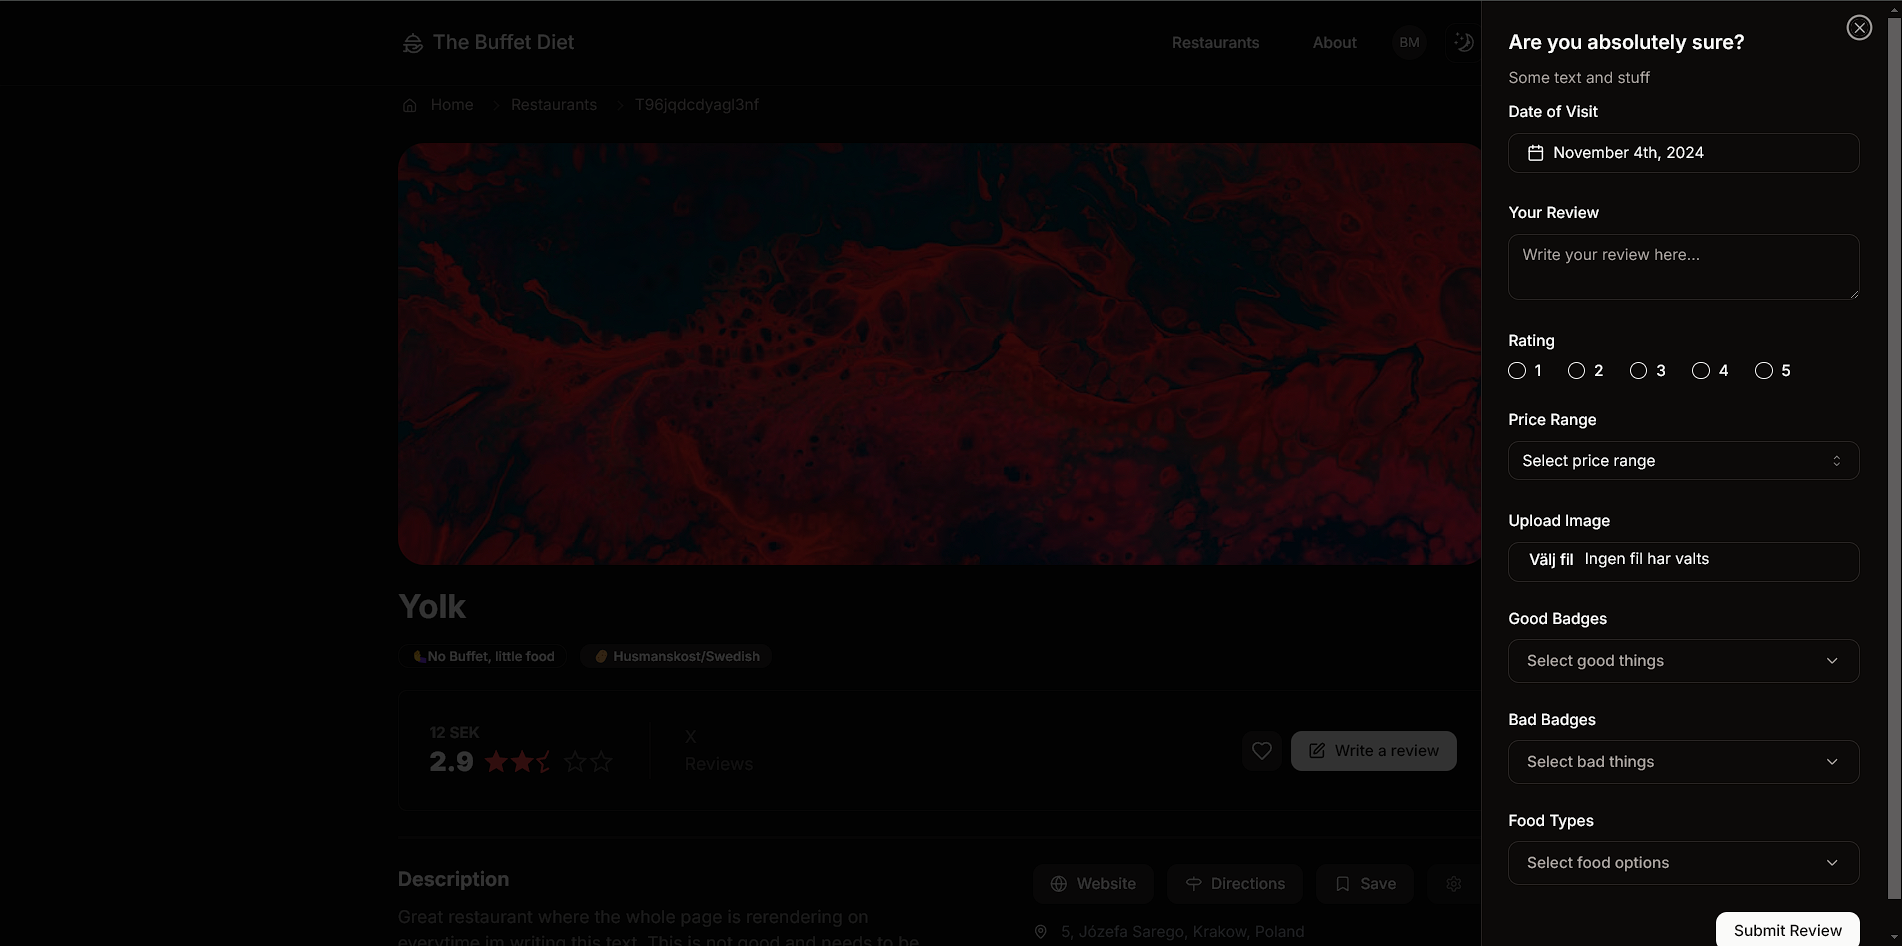 The Buffet Diet
Restaurants
About
BM
Home
Restaurants
T96jqdcdyagl3nf
Yolk
No Buffet, little food
Husmanskost/Swedish
12 SEK
2.9
X
Reviews
Write a review
Description
Great restaurant where the whole page is rerendering on
everytime im writing this text. This is not good and needs to be
Website
Directions
Save
5, Józefa Sarego, Krakow, Poland
Are you absolutely sure?
Some text and stuff
Date of Visit
November 4th, 2024
Your Review
Write your review here...
Rating
1 2 3 4 5
Price Range
Select price range
Upload Image
Välj fil Ingen fil har valts
Good Badges
Select good things
Bad Badges
Select bad things
Food Types
Select food options
Submit Review